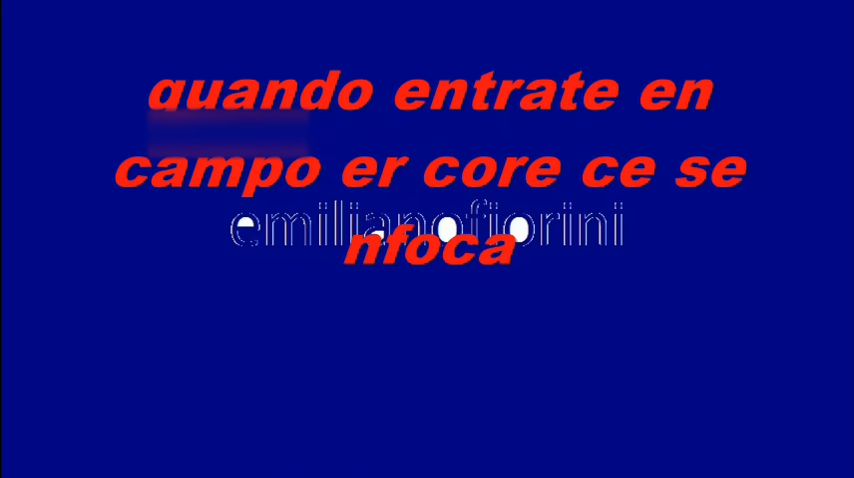 quando entrate en
campo er core ce se
emilianofiorini
nfoca